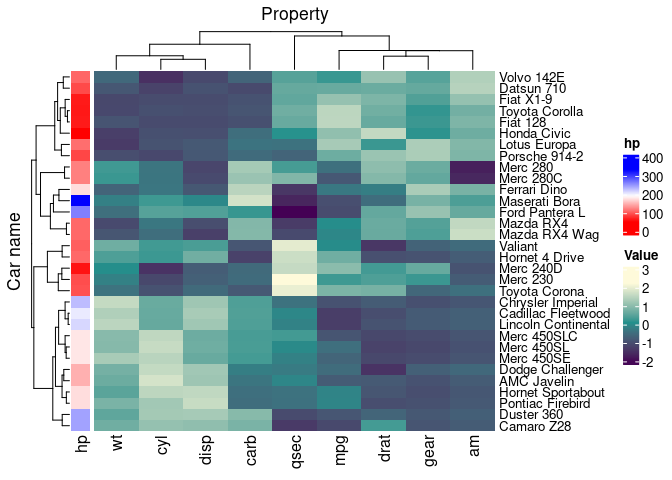 Property
Car name
Volvo 142E
Datsun 710
Fiat X1-9
Toyota Corolla
Fiat 128
Honda Civic
Lotus Europa
Porsche 914-2
Merc 280
Merc 280C
Ferrari Dino
Maserati Bora
Ford Pantera L
Mazda RX4
Mazda RX4 Wag
Valiant
Hornet 4 Drive
Merc 240D
Merc 230
Toyota Corona
Chrysler Imperial
Cadillac Fleetwood
Lincoln Continental
Merc 450SLC
Merc 450SL
Merc 450SE
Dodge Challenger
AMC Javelin
Hornet Sportabout
Pontiac Firebird
Duster 360
Camaro Z28
hp wt cyl disp carb qsec mpg drat gear am
hp
400
300
200
100
0
Value
3
2
1
0
-1
-2